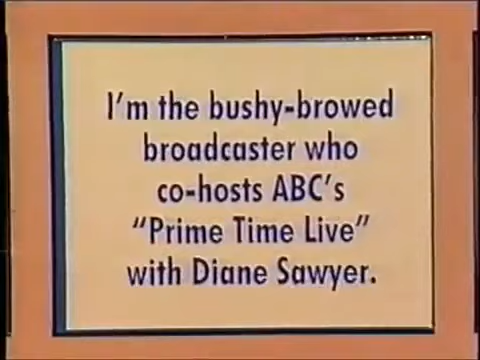 I'm the bushy-browed
broadcaster who
co-hosts ABC's
"Prime Time Live"
with Diane Sawyer.